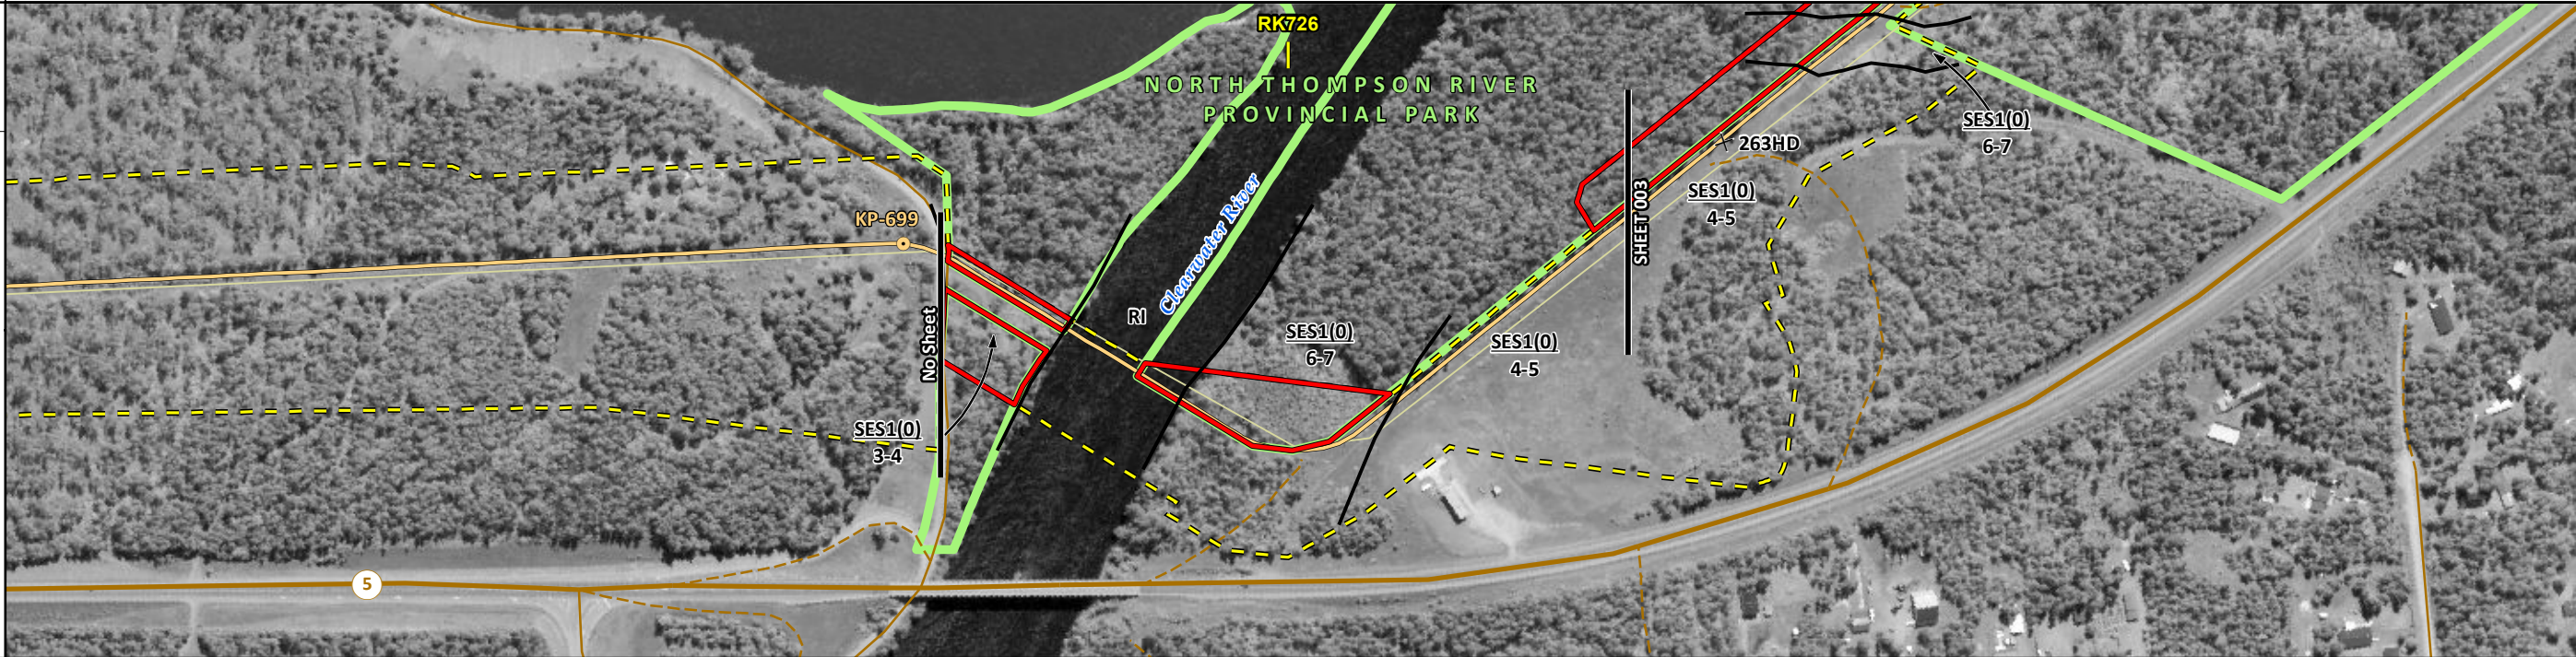 RK726
NORTH THOMPSON RIVER
PROVINCIAL PARK
SES1(0)
6-7
263HD
SES1(0)
4-5
SHEET 003
KP-699
Clearwater River
RI
No Sheet
SES1(0)
6-7
SES1(0)
4-5
SES1(0)
3-4
5